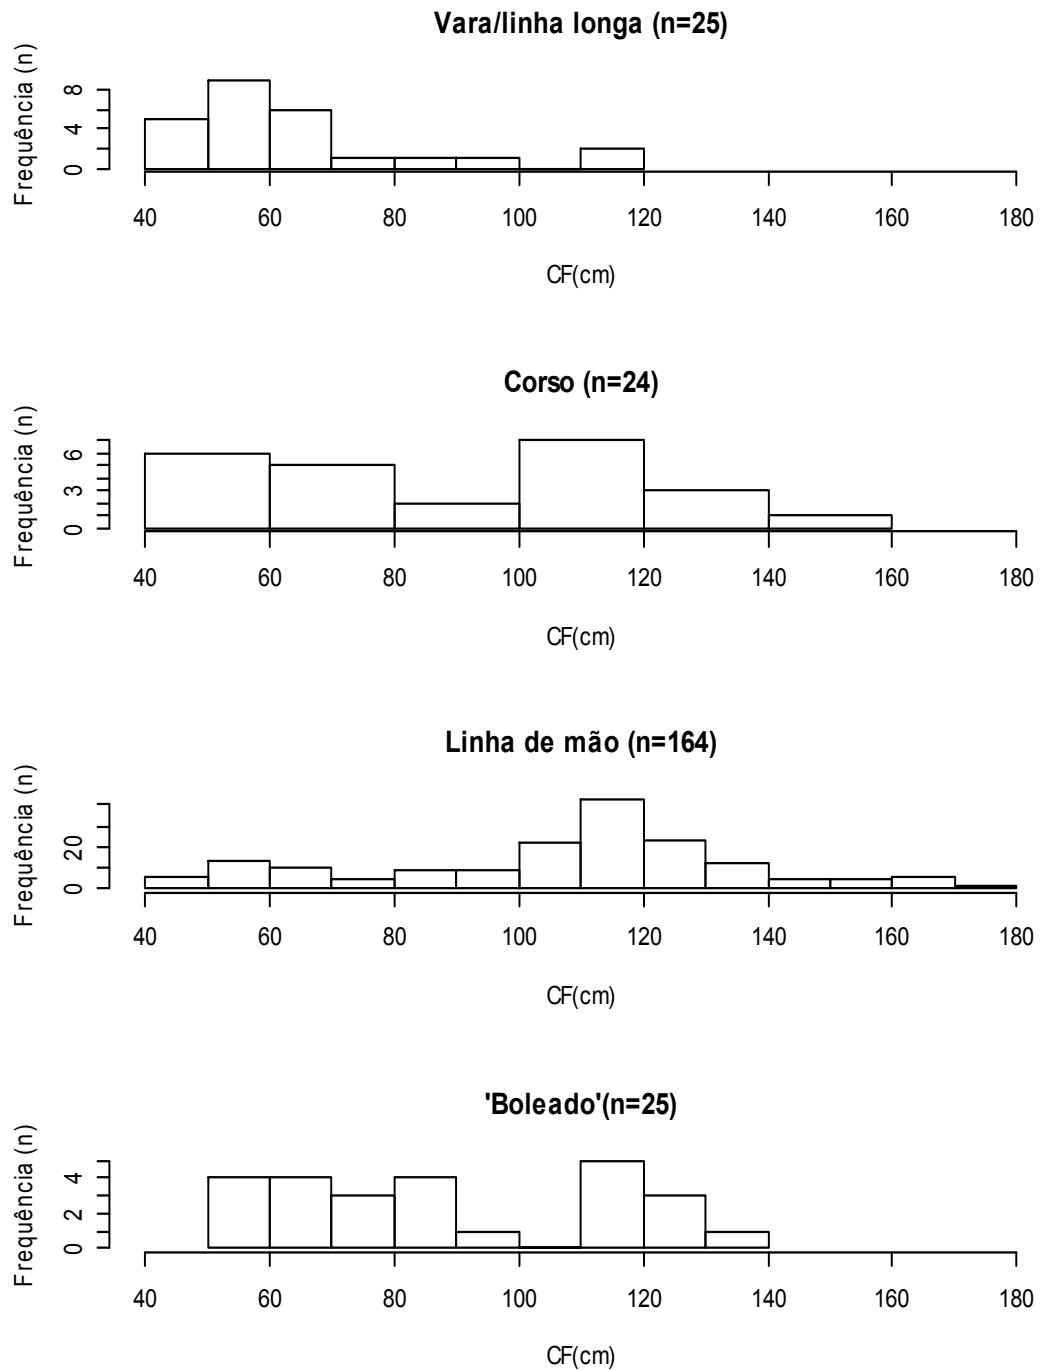 Vara/linha longa (n=25)
Frequência (n)
0 4 8
40 60 80 100 120 140 160 180
CF(cm)
Corso (n=24)
Frequência (n)
0 3 6
40 60 80 100 120 140 160 180
CF(cm)
Linha de mão (n=164)
Frequência (n)
0 20
40 60 80 100 120 140 160 180
CF(cm)
'Boleado'(n=25)
Frequência (n)
0 2 4
40 60 80 100 120 140 160 180
CF(cm)